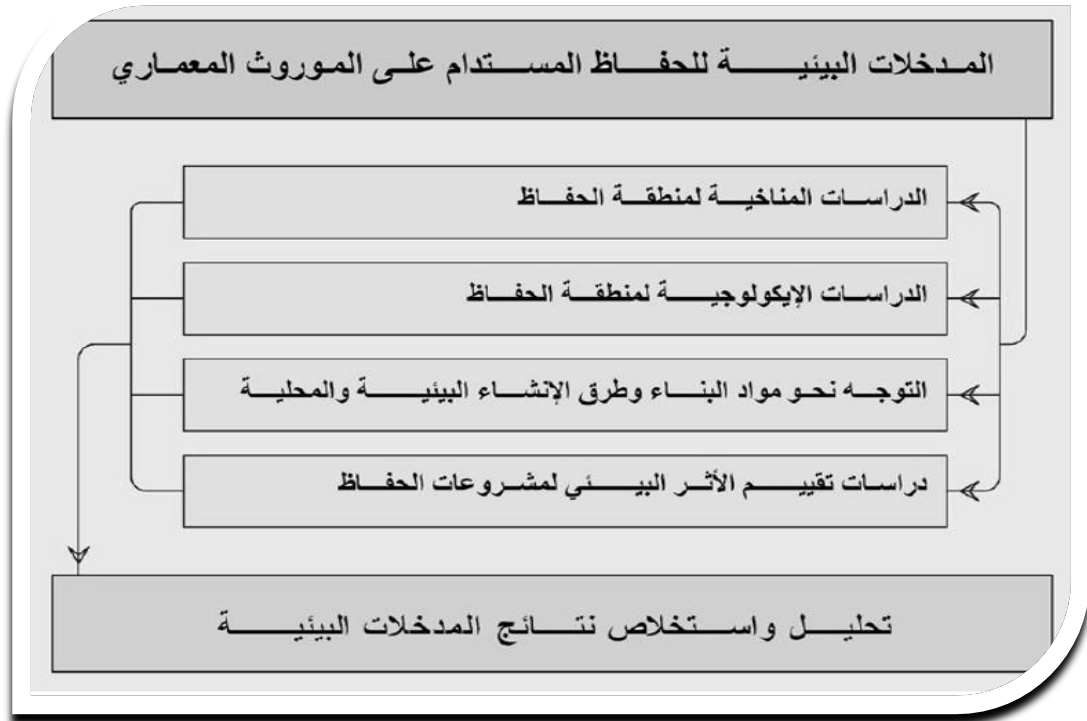 المدخلات البيئية للحفاظ المستدام على الموروث المعماري
الدراسات المناخية لمنطقة الحفاظ
الدراسات الإيكولوجية لمنطقة الحفاظ
التوجه نحو مواد البناء وطرق الإنشاء البيئية والمحلية
دراسات تقييم الأثر البيئي لمشروعات الحفاظ
تحليل واستخلاص نتائج المدخلات البيئية